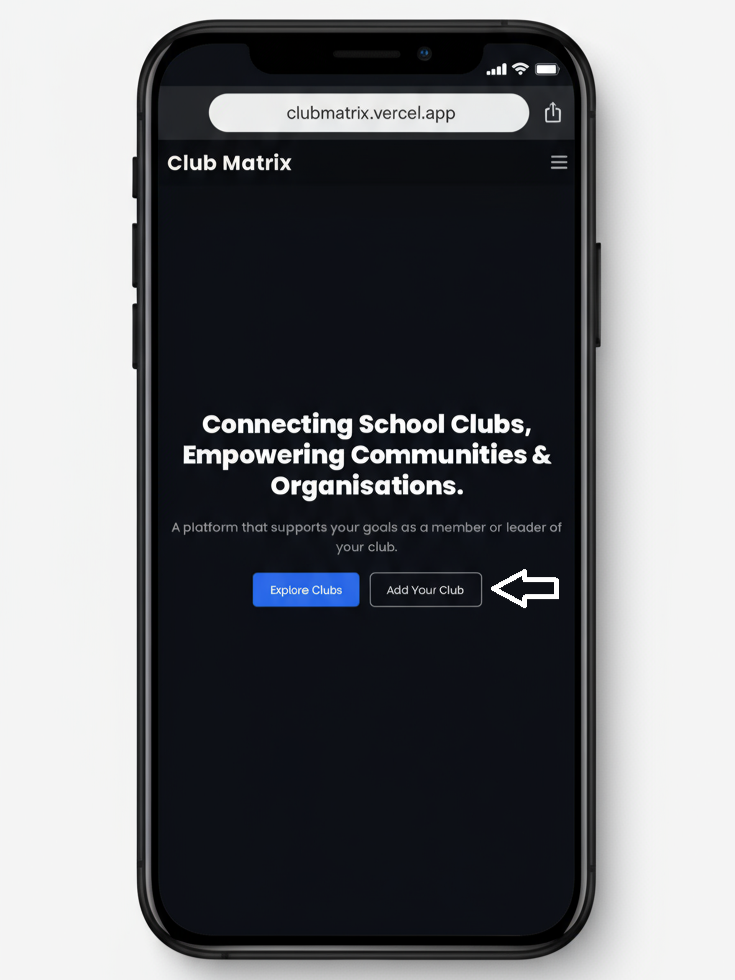 clubmatrix.vercel.app
Club Matrix
Connecting School Clubs,
Empowering Communities &
Organisations.
A platform that supports your goals as a member or leader of
your club.
Explore Clubs
Add Your Club